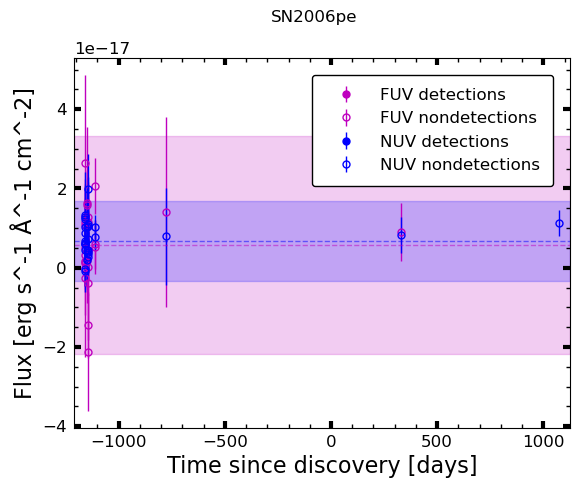 SN2006pe
1e−17
FUV detections
FUV nondetections
NUV detections
NUV nondetections
4
2
0
−2
−4
Flux [erg s^-1 Å^-1 cm^-2]
−1000
−500
0
500
1000
Time since discovery [days]